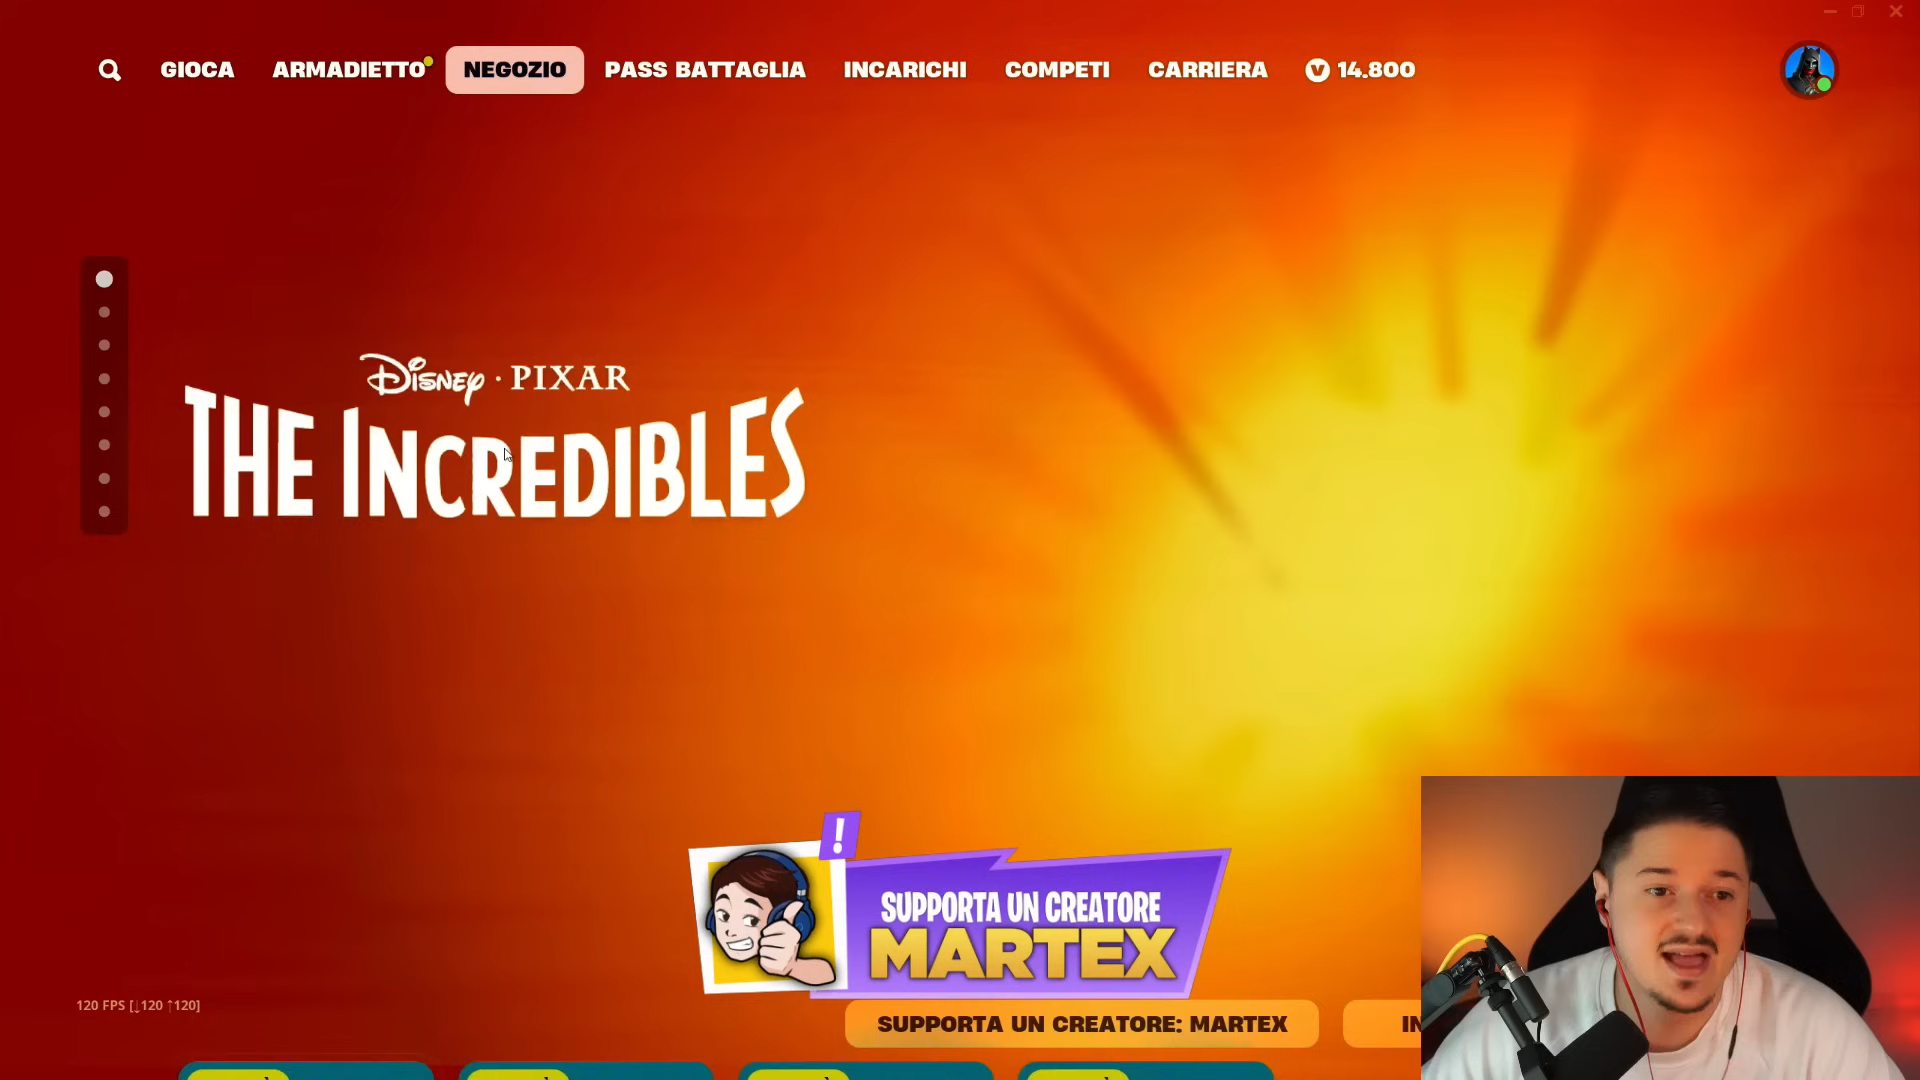 GIOCA
ARMADIETTO
NEGOZIO
PASS BATTAGLIA
INCARICHI
COMPETI
CARRIERA
V 14.800
Disney · PIXAR
THE INCREDIBLES
!
SUPPORTA UN CREATORE
MARTEX
120 FPS [↓120 ↑120]
SUPPORTA UN CREATORE: MARTEX